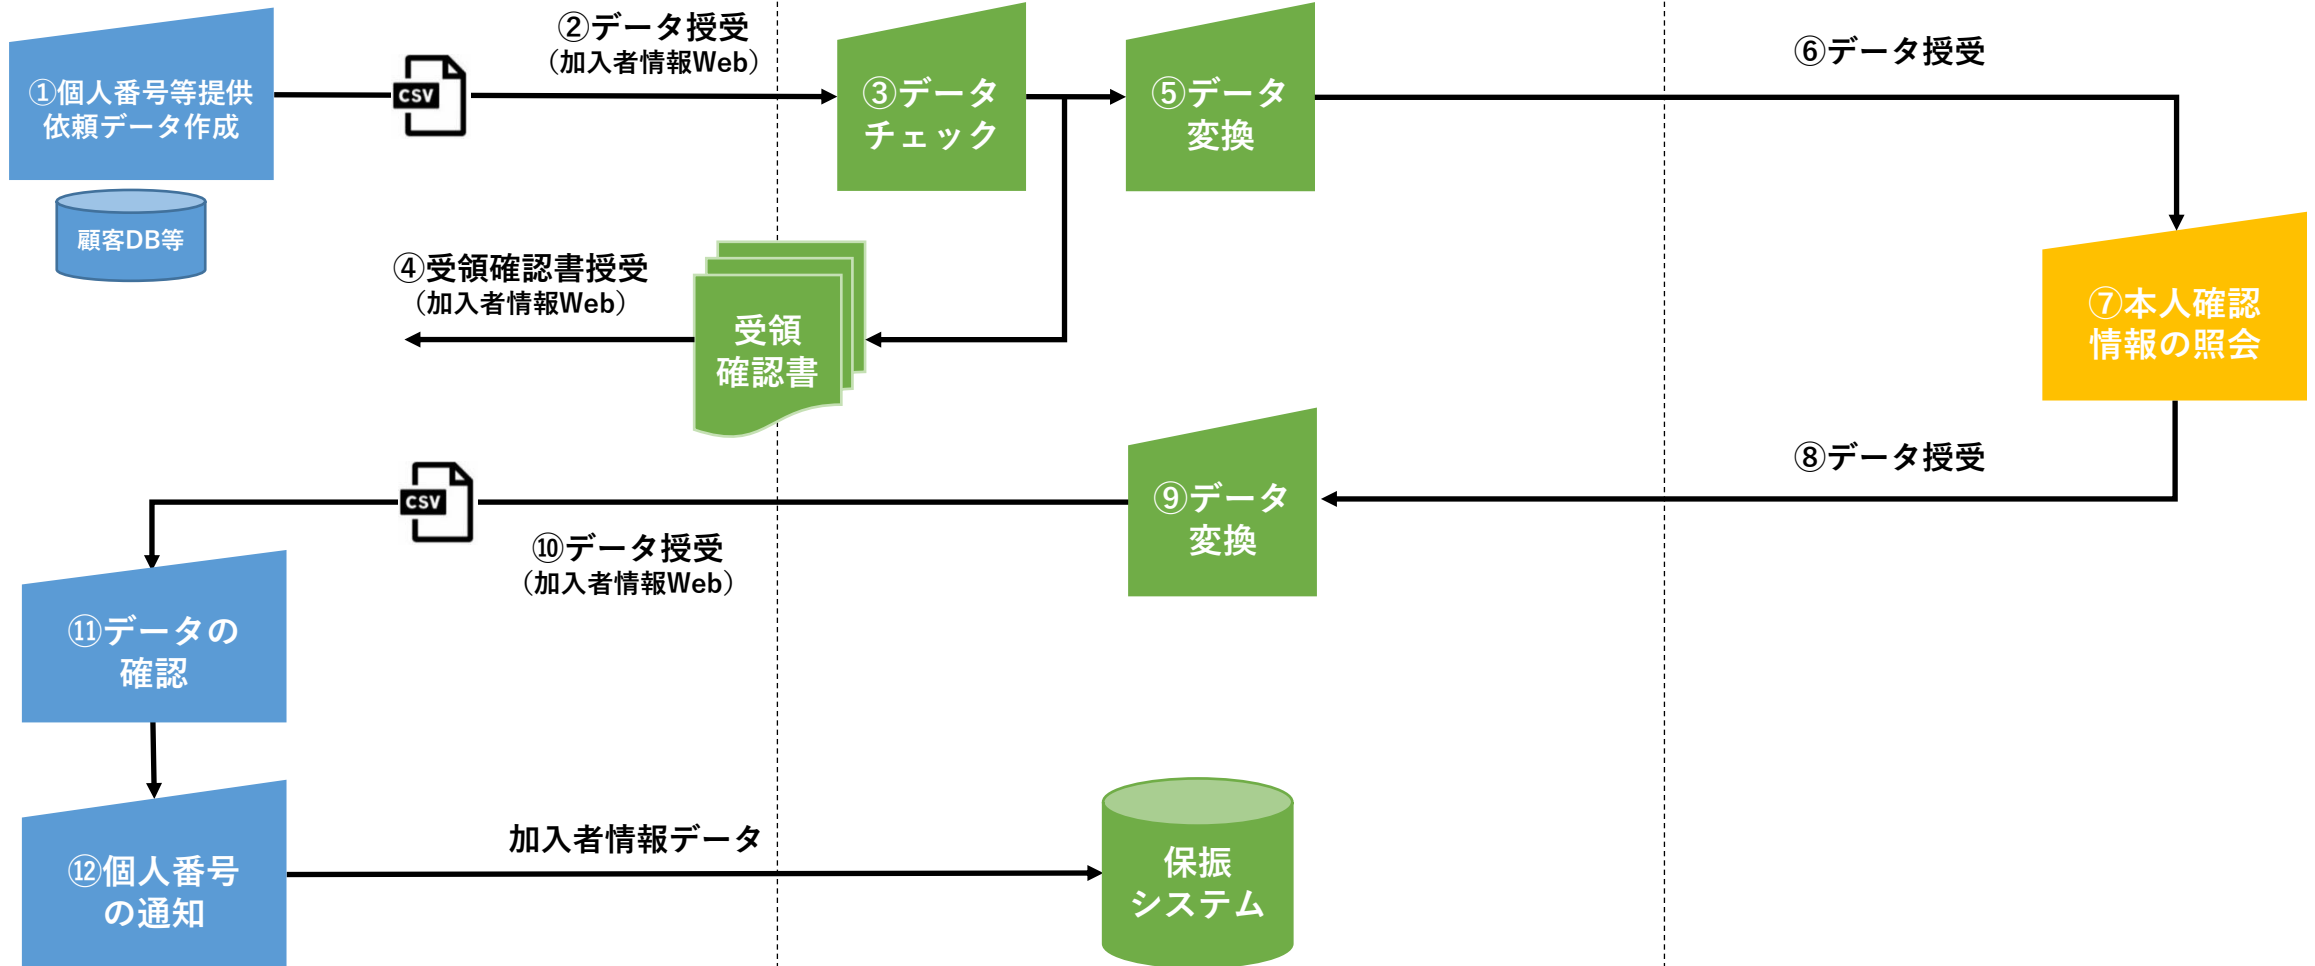 ①個人番号等提供
依頼データ作成
顧客DB等
CSV
②データ授受
（加入者情報Web）
③データ
チェック
⑤データ
変換
⑥データ授受
④受領確認書授受
（加入者情報Web）
受領
確認書
⑦本人確認
情報の照会
⑧データ授受
⑨データ
変換
CSV
⑩データ授受
（加入者情報Web）
⑪データの
確認
⑫個人番号
の通知
加入者情報データ
保振
システム